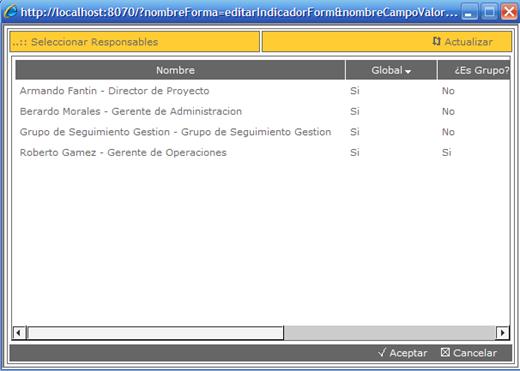 http://localhost:8070/?nombreForma=editarIndicadorForm&nombreCampoValor...
..:: Seleccionar Responsables Actualizar
Nombre Global ¿Es Grupo?
Armando Fantin - Director de Proyecto Si No
Berardo Morales - Gerente de Administracion Si No
Grupo de Seguimiento Gestion - Grupo de Seguimiento Gestion Si No
Roberto Gamez - Gerente de Operaciones Si Si
Aceptar Cancelar